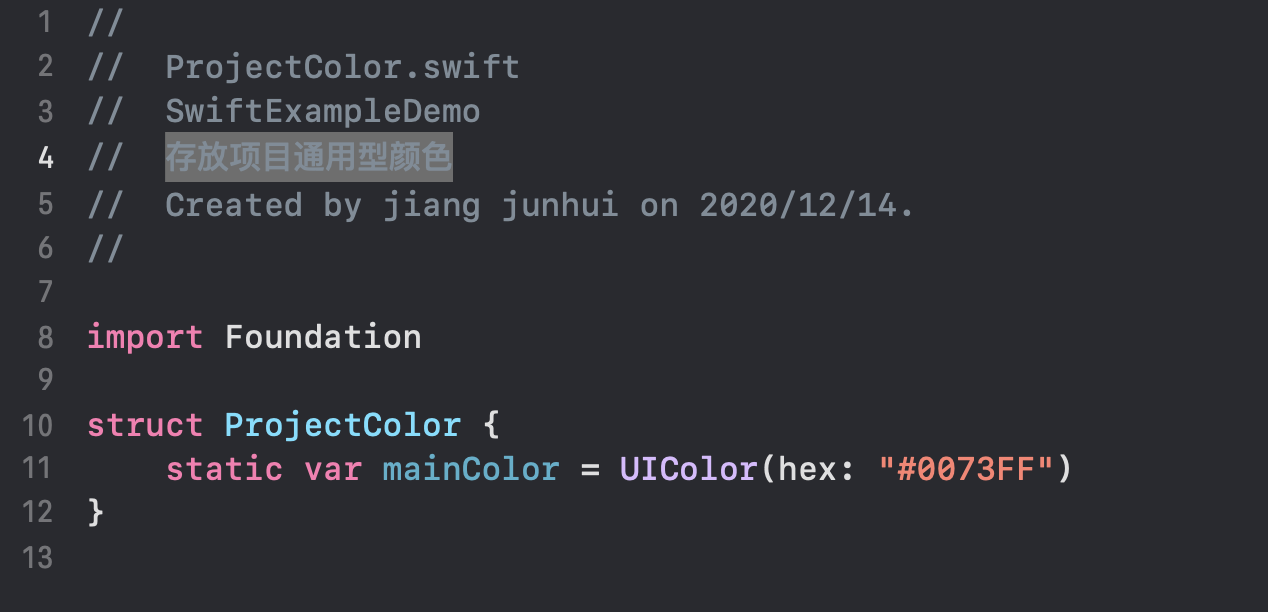 1 //
2 //  ProjectColor.swift
3 //  SwiftExampleDemo
4 //  存放项目通用型颜色
5 //  Created by jiang junhui on 2020/12/14.
6 //
7
8 import Foundation
9
10 struct ProjectColor {
11     static var mainColor = UIColor(hex: "#0073FF")
12 }
13